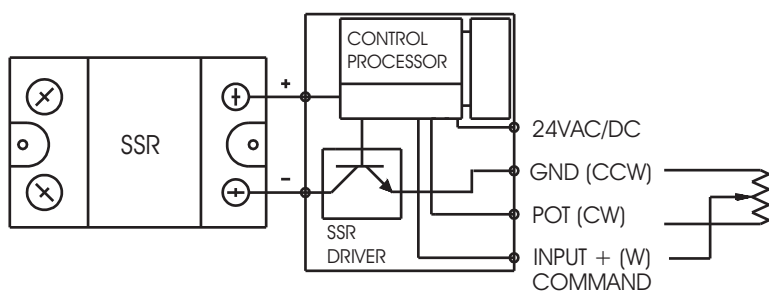 CONTROL
PROCESSOR
+
SSR
24VAC/DC
-
GND (CCW)
POT (CW)
SSR
DRIVER
INPUT + (W)
COMMAND